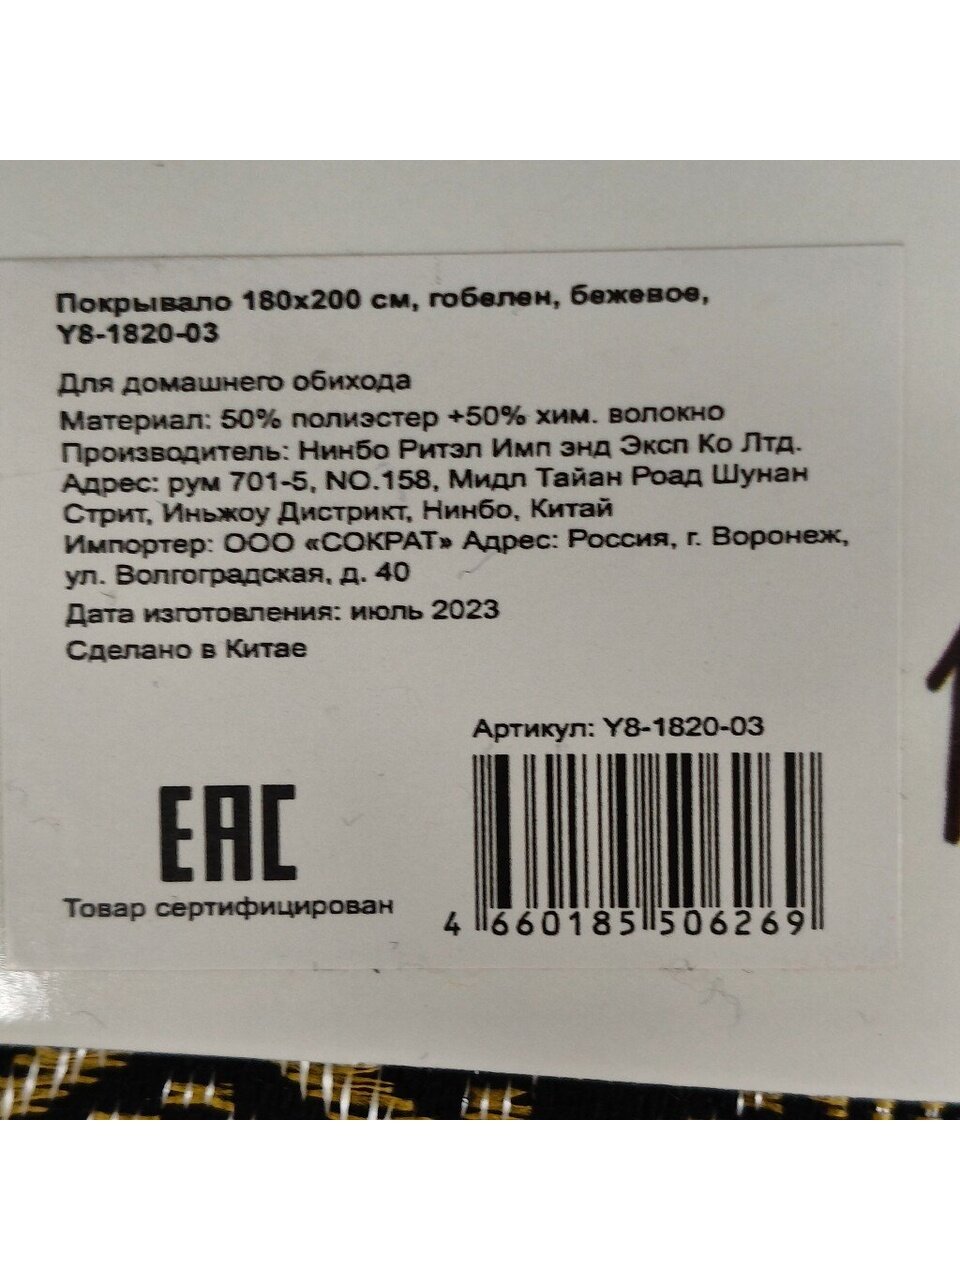 Покрывало 180х200 см, гобелен, бежевое,
Y8-1820-03
Для домашнего обихода
Материал: 50% полиэстер +50% хим. волокно
Производитель: Нинбо Ритэл Имп энд Эксп Ко Лтд.
Адрес: рум 701-5, NO.158, Мидл Тайан Роад Шунан
Стрит, Иньжоу Дистрикт, Нинбо, Китай
Импортер: ООО «СОКРАТ» Адрес: Россия, г. Воронеж,
ул. Волгоградская, д. 40
Дата изготовления: июль 2023
Сделано в Китае
Артикул: Y8-1820-03
EAC
Товар сертифицирован
4 660185 506269